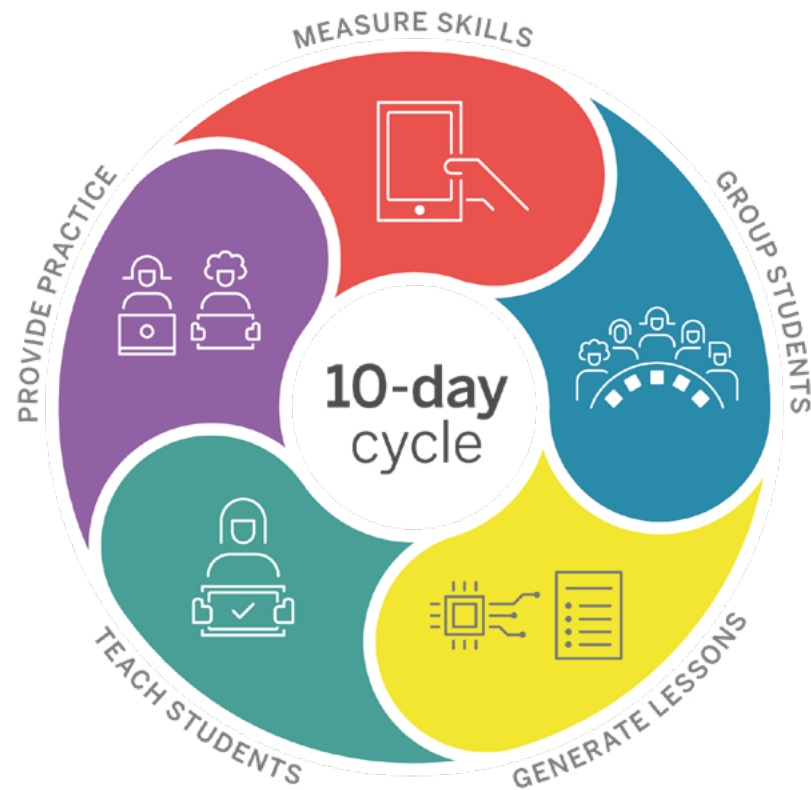 MEASURE SKILLS
GROUP STUDENTS
GENERATE LESSONS
TEACH STUDENTS
PROVIDE PRACTICE
10-day
cycle